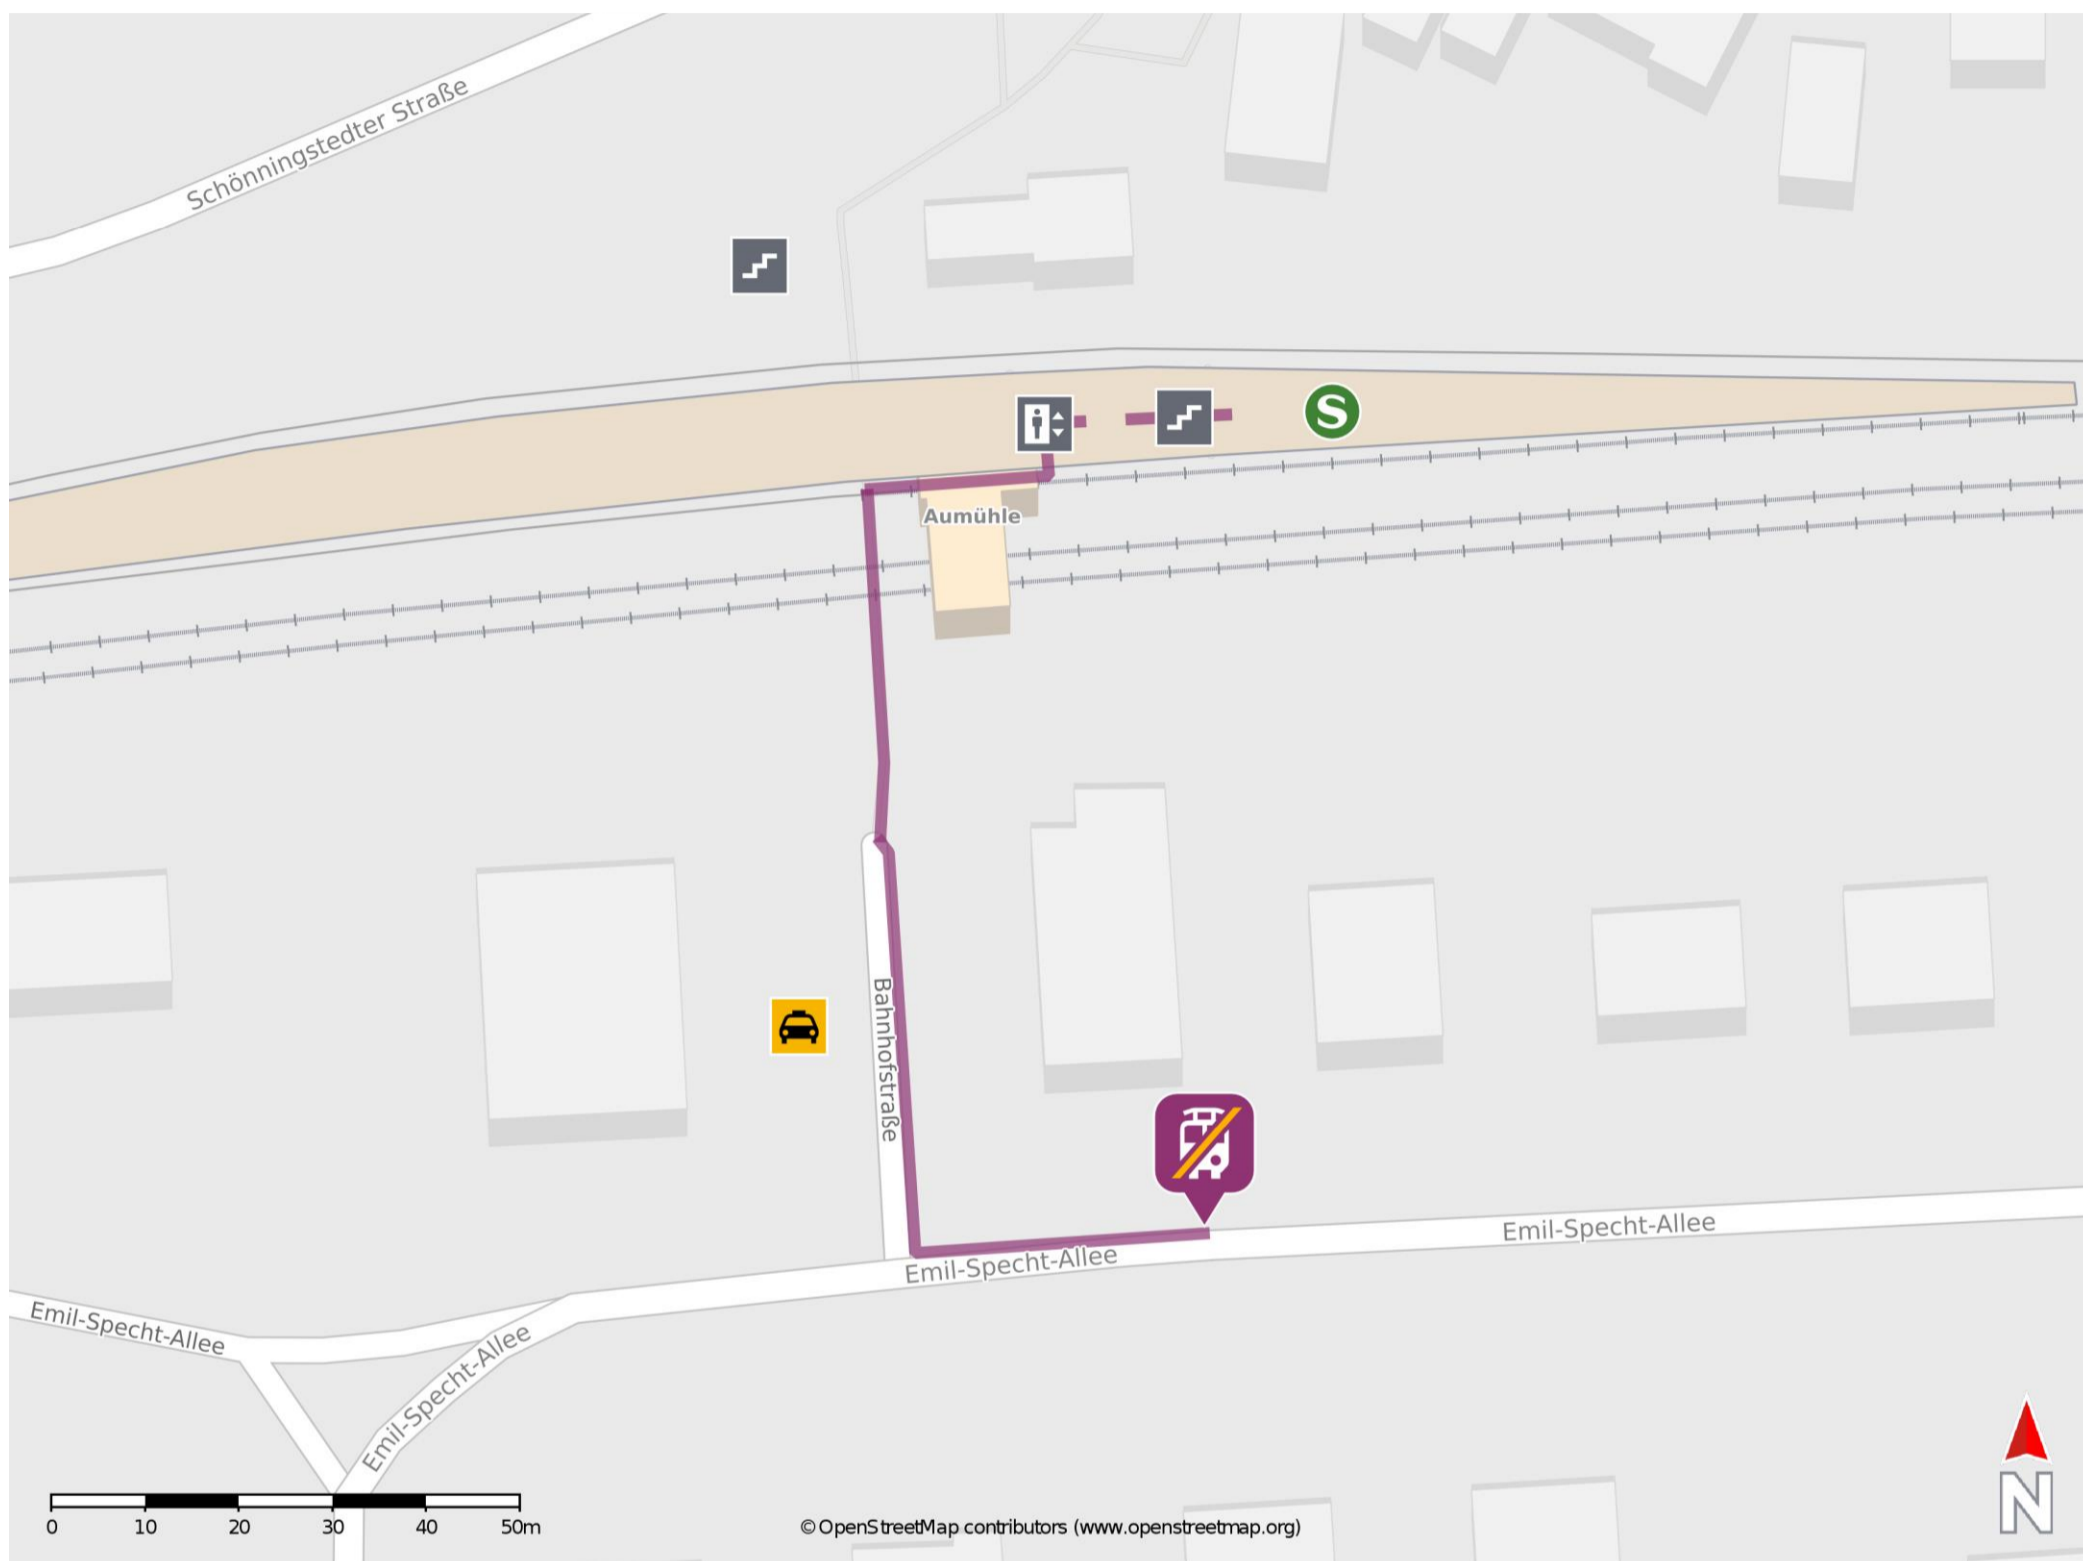 Schönningstedter Straße
S
Aumühle
Bahnhofstraße
Emil-Specht-Allee
Emil-Specht-Allee
Emil-Specht-Allee
Emil-Specht-Allee
0 10 20 30 40 50m
© OpenStreetMap contributors (www.openstreetmap.org)
N